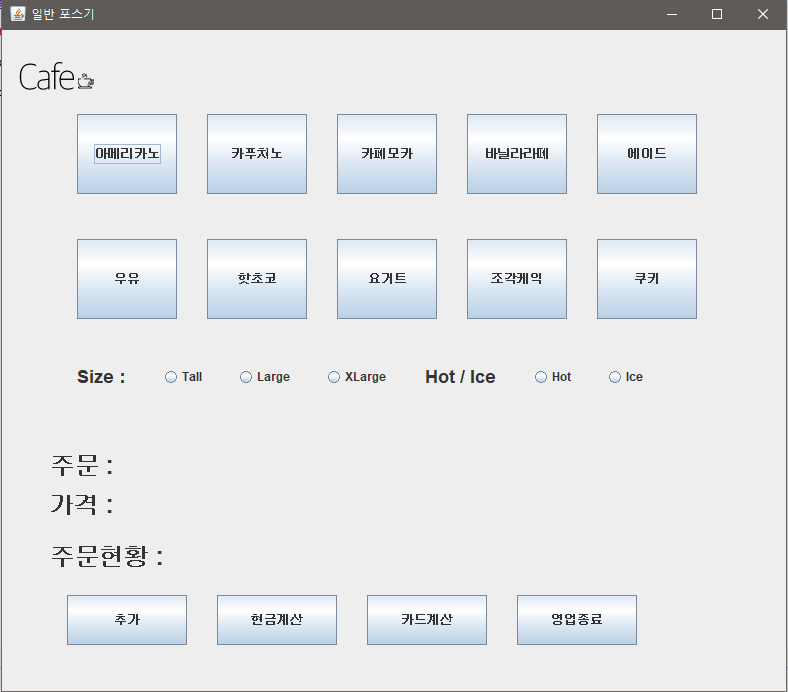 일반 포스기
Cafe
아메리카노 카푸치노 카페모카 바닐라라떼 에이드
우유 핫초코 요거트 조각케익 쿠키
Size : Tall Large XLarge Hot / Ice Hot Ice
주문 :
가격 :
주문현황 :
추가 현금계산 카드계산 영업종료